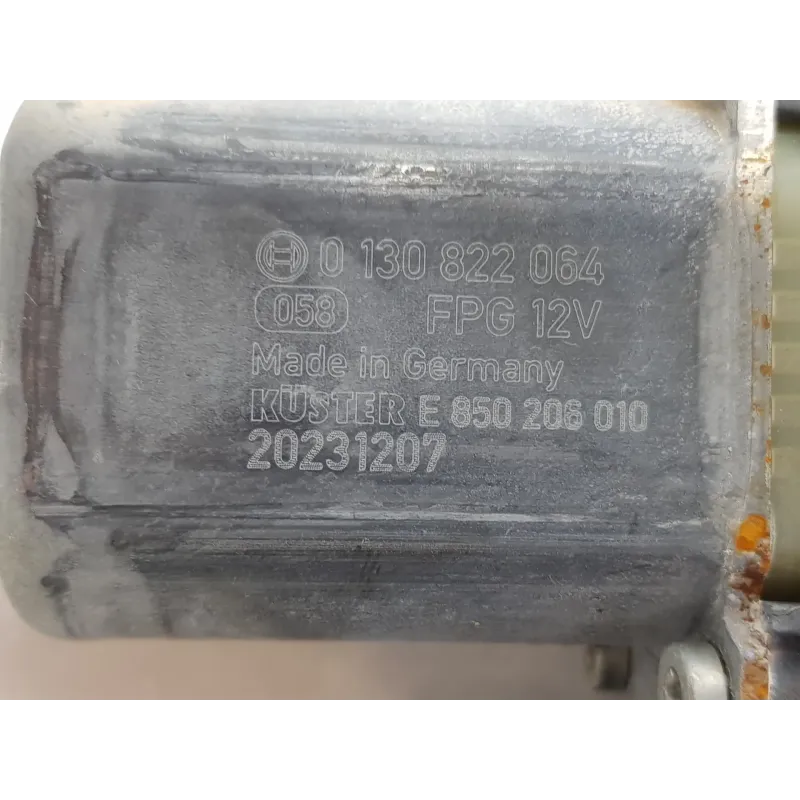 0 130 822 064
058 FPG 12V
Made in Germany
KÜSTER E 850 206 010
20231207